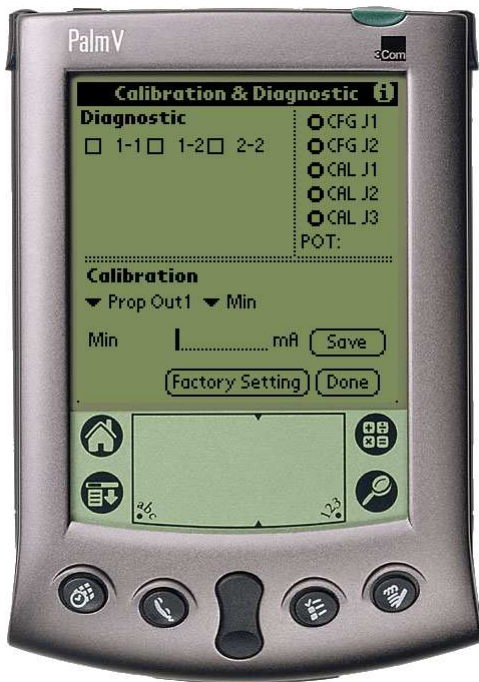 Palm V
3Com
Calibration & Diagnostic i
Diagnostic
1-1 1-2 2-2
CFG J1
CFG J2
CAL J1
CAL J2
CAL J3
POT:
Calibration
Prop Out1 Min
Min mA Save
Factory Setting Done
abc 123